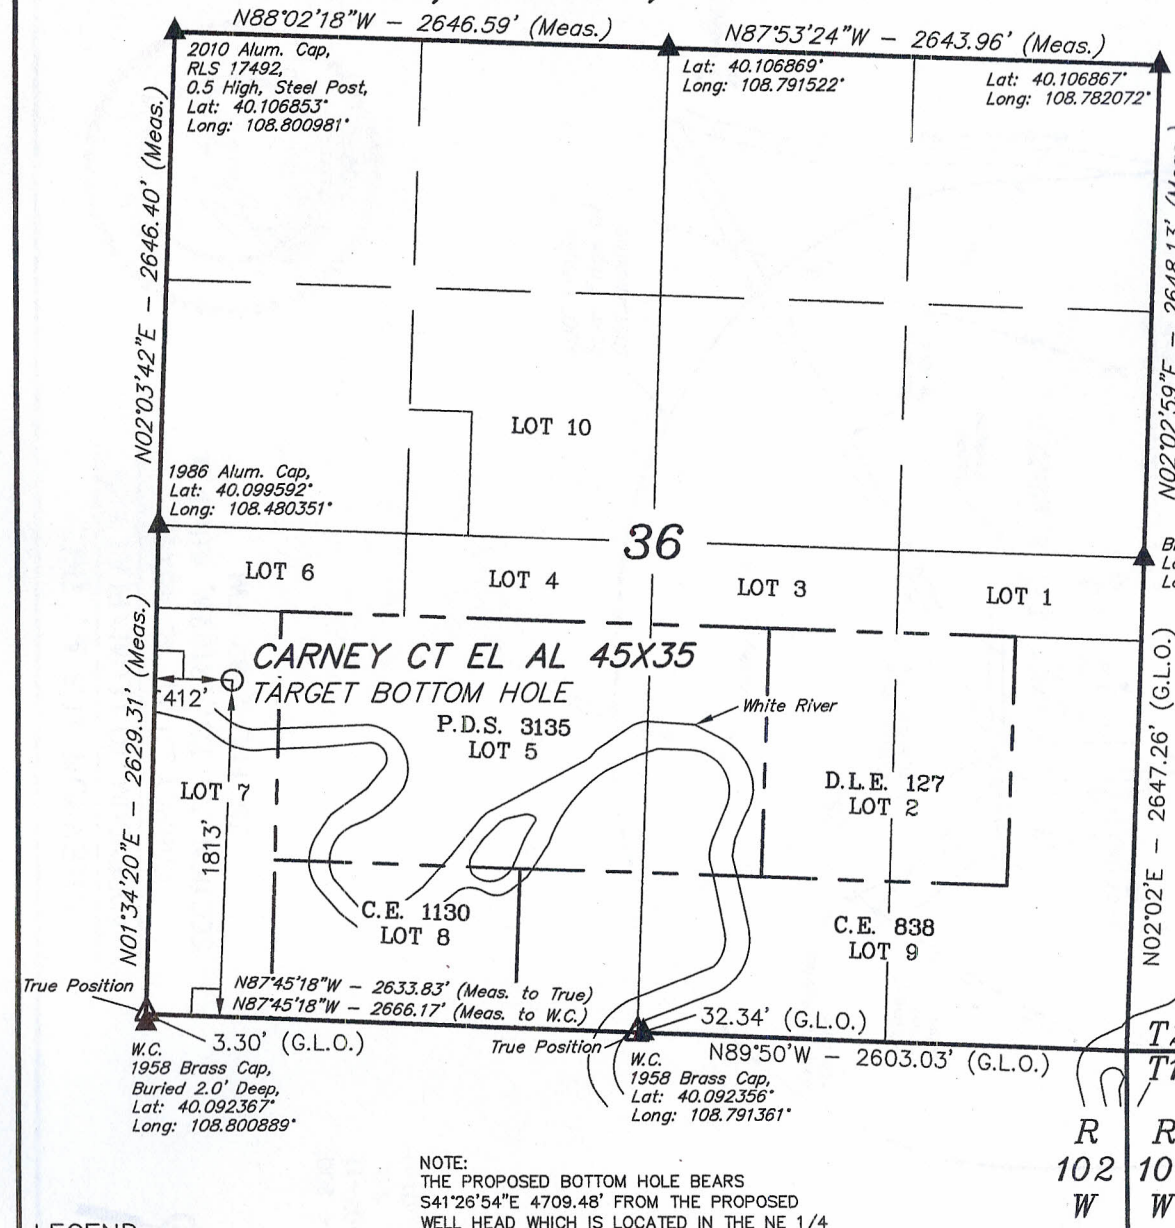 N88°02'18"W - 2646.59' (Meas.)
N87°53'24"W - 2643.96' (Meas.)
2010 Alum. Cap,
RLS 17492,
0.5 High, Steel Post,
Lat: 40.106853°
Long: 108.800981°
Lat: 40.106869°
Long: 108.791522°
Lat: 40.106867°
Long: 108.782072°
N02°03'42"E - 2646.40' (Meas.)
N02°02'59"E - 2648.13'
LOT 10
1986 Alum. Cap,
Lat: 40.099592°
Long: 108.480351°
36
LOT 6
LOT 4
LOT 3
LOT 1
CARNEY CT EL AL 45X35
TARGET BOTTOM HOLE
412'
White River
P.D.S. 3135
LOT 5
D.L.E. 127
LOT 2
LOT 7
1813'
N01°34'20"E - 2629.31' (Meas.)
N02°02'E - 2647.26' (G.L.O.)
C.E. 1130
LOT 8
C.E. 838
LOT 9
True Position
N87°45'18"W - 2633.83' (Meas. to True)
N87°45'18"W - 2666.17' (Meas. to W.C.)
3.30' (G.L.O.)
32.34' (G.L.O.)
True Position
N89°50'W - 2603.03' (G.L.O.)
W.C.
1958 Brass Cap,
Buried 2.0' Deep,
Lat: 40.092367°
Long: 108.800889°
W.C.
1958 Brass Cap,
Lat: 40.092356°
Long: 108.791361°
R
102
W
R
10
W
NOTE:
THE PROPOSED BOTTOM HOLE BEARS
S41°26'54"E 4709.48' FROM THE PROPOSED
WELL HEAD WHICH IS LOCATED IN THE NE 1/4
LEGEND